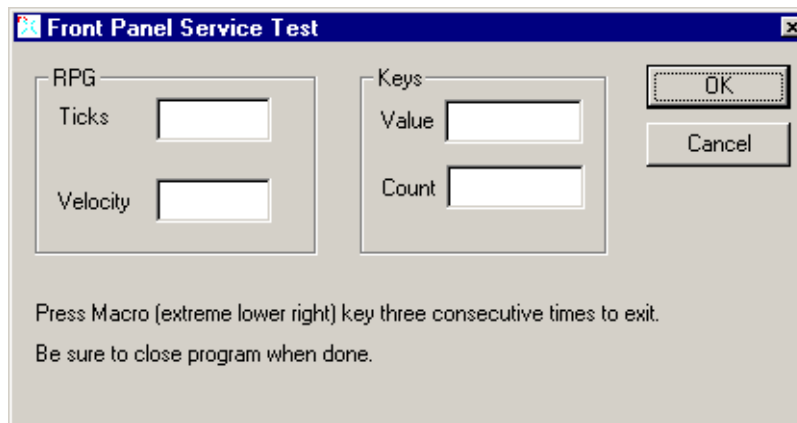 Front Panel Service Test
RPG
Ticks
Velocity
Keys
Value
Count
OK
Cancel
Press Macro (extreme lower right) key three consecutive times to exit.
Be sure to close program when done.